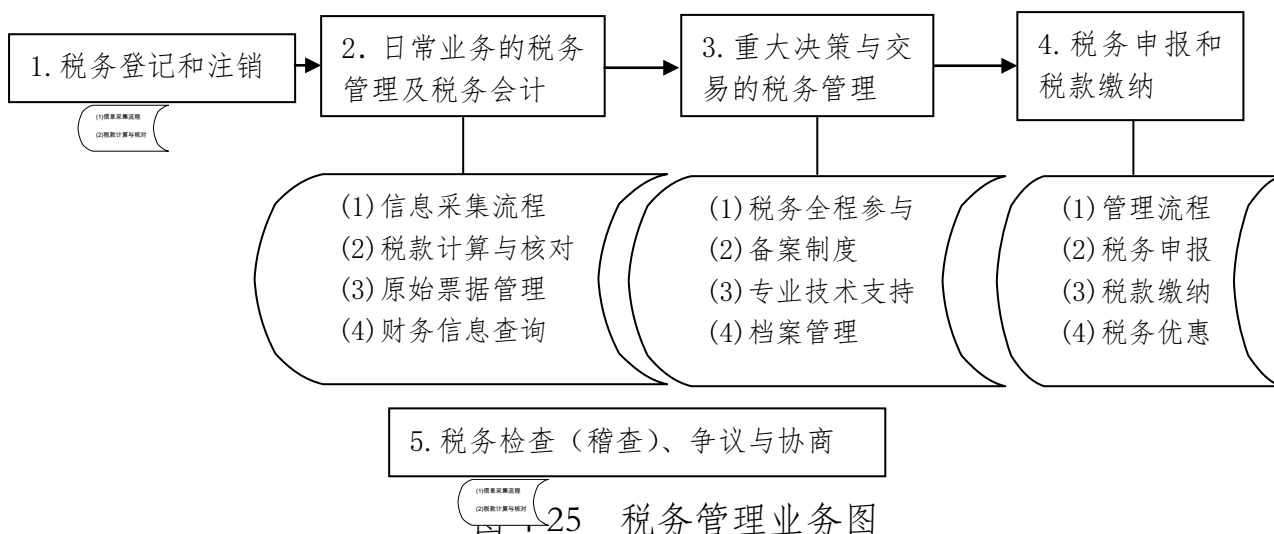 1.税务登记和注销
(1)信息采集流程
(2)税款计算与核对
2.日常业务的税务
管理及税务会计
(1)信息采集流程
(2)税款计算与核对
(3)原始票据管理
(4)财务信息查询
3.重大决策与交
易的税务管理
(1)税务全程参与
(2)备案制度
(3)专业技术支持
(4)档案管理
4.税务申报和
税款缴纳
(1)管理流程
(2)税务申报
(3)税款缴纳
(4)税务优惠
5.税务检查（稽查）、争议与协商
(1)信息采集流程
(2)税款计算与核对
25 税务管理业务图